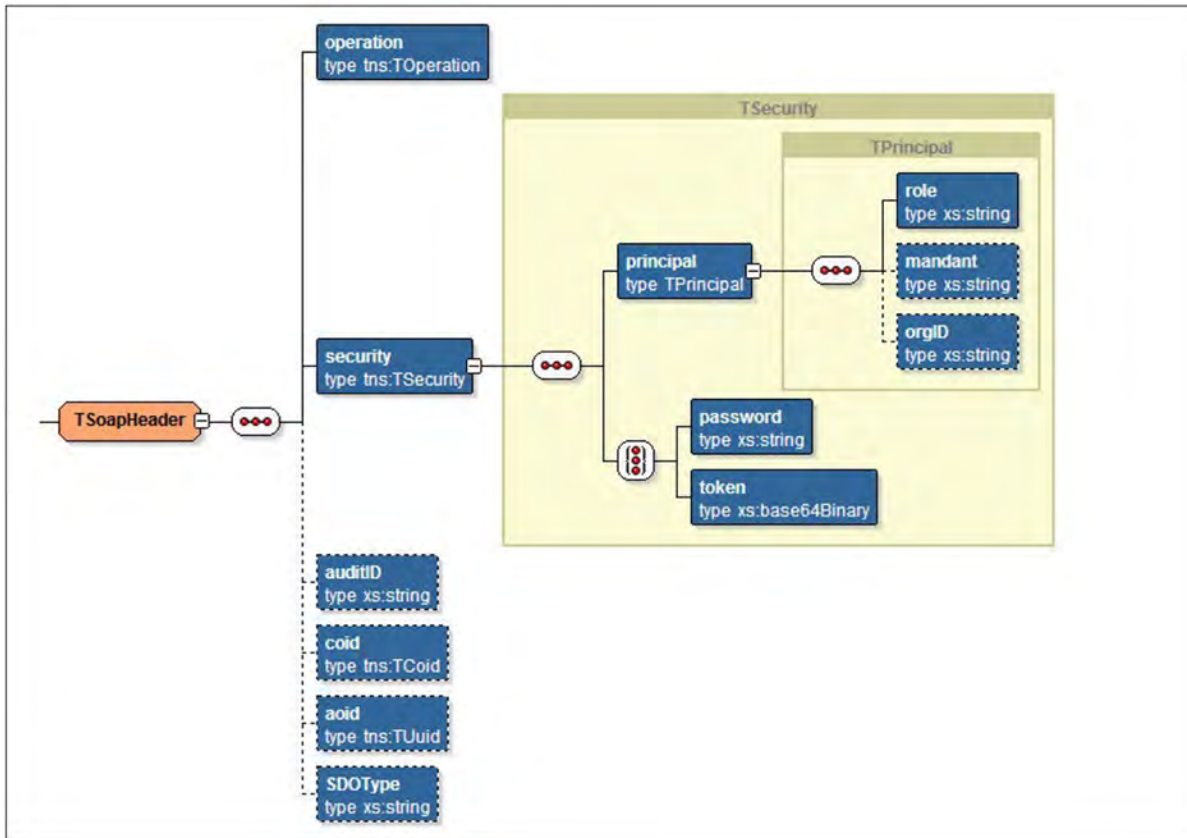 operation
type tns:TOperation
TSecurity
TPrincipal
role
type xs:string
principal
type TPrincipal
mandant
type xs:string
orgID
type xs:string
security
type tns:TSecurity
TSoapHeader
password
type xs:string
token
type xs:base64Binary
auditID
type xs:string
coid
type tns:TCoid
aoid
type tns:TUuid
SDOType
type xs:string